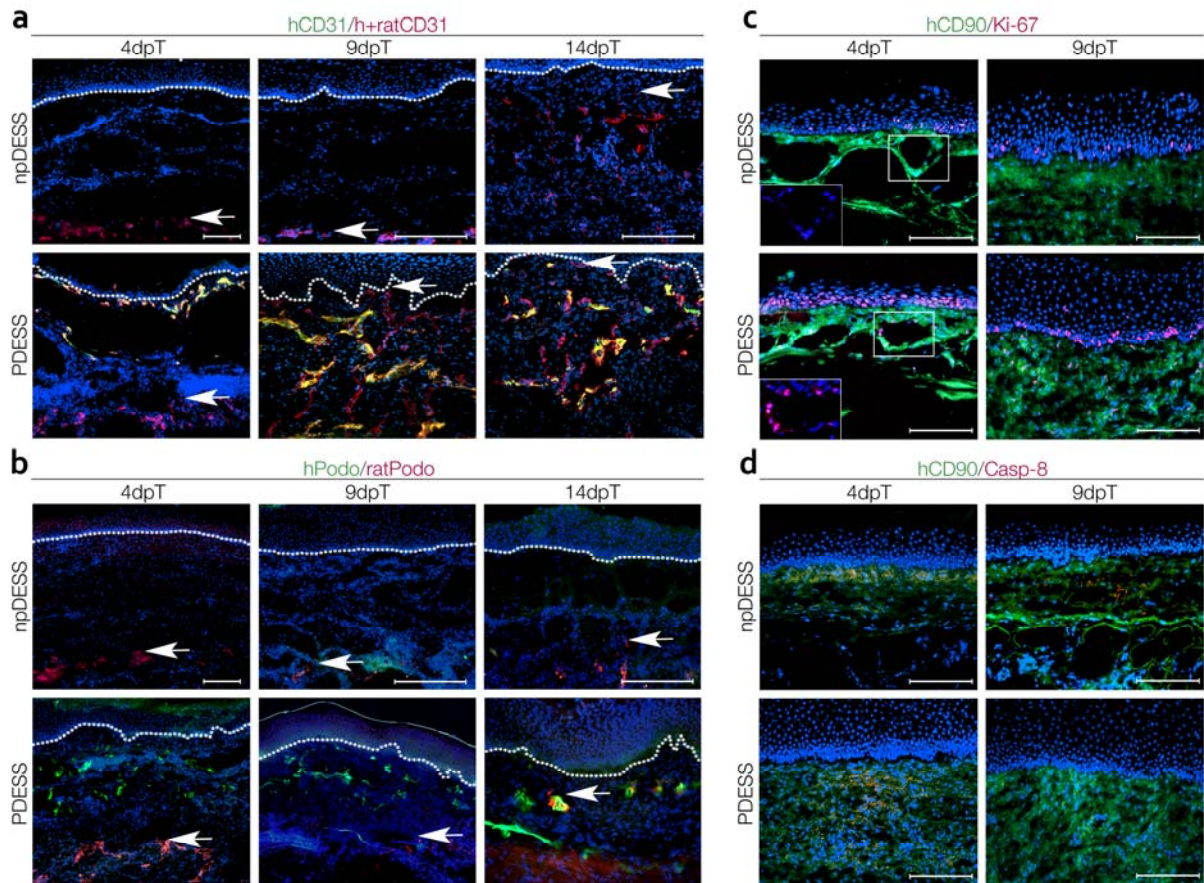 a
hCD31/h+ratCD31
4dpT 9dpT 14dpT
npDESS
PDESS
b
hPodo/ratPodo
4dpT 9dpT 14dpT
npDESS
PDESS
c
hCD90/Ki-67
4dpT 9dpT
npDESS
PDESS
d
hCD90/Casp-8
4dpT 9dpT
npDESS
PDESS